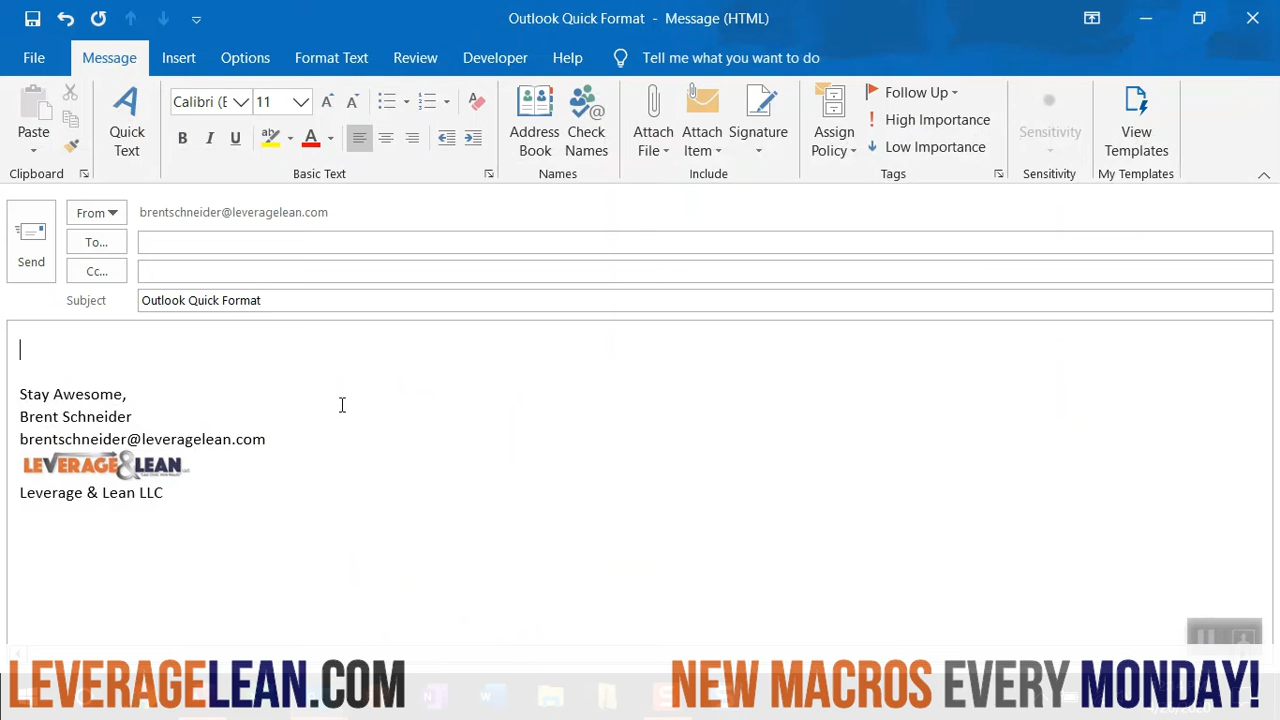 Outlook Quick Format - Message (HTML)
File Message Insert Options Format Text Review Developer Help Tell me what you want to do
Paste
Clipboard
Quick Text
Calibri (E 11
B I U A
Basic Text
Address Book
Check Names
Names
Attach File
Attach Item
Signature
Include
Assign Policy
Follow Up
High Importance
Low Importance
Tags
Sensitivity
Sensitivity
View Templates
My Templates
Send
From brentschneider@leveragelean.com
To...
Cc...
Subject Outlook Quick Format
Stay Awesome,
Brent Schneider
brentschneider@leveragelean.com
LEVERAGE&LEAN
Leverage & Lean LLC
LEVERAGELEAN.COM NEW MACROS EVERY MONDAY!